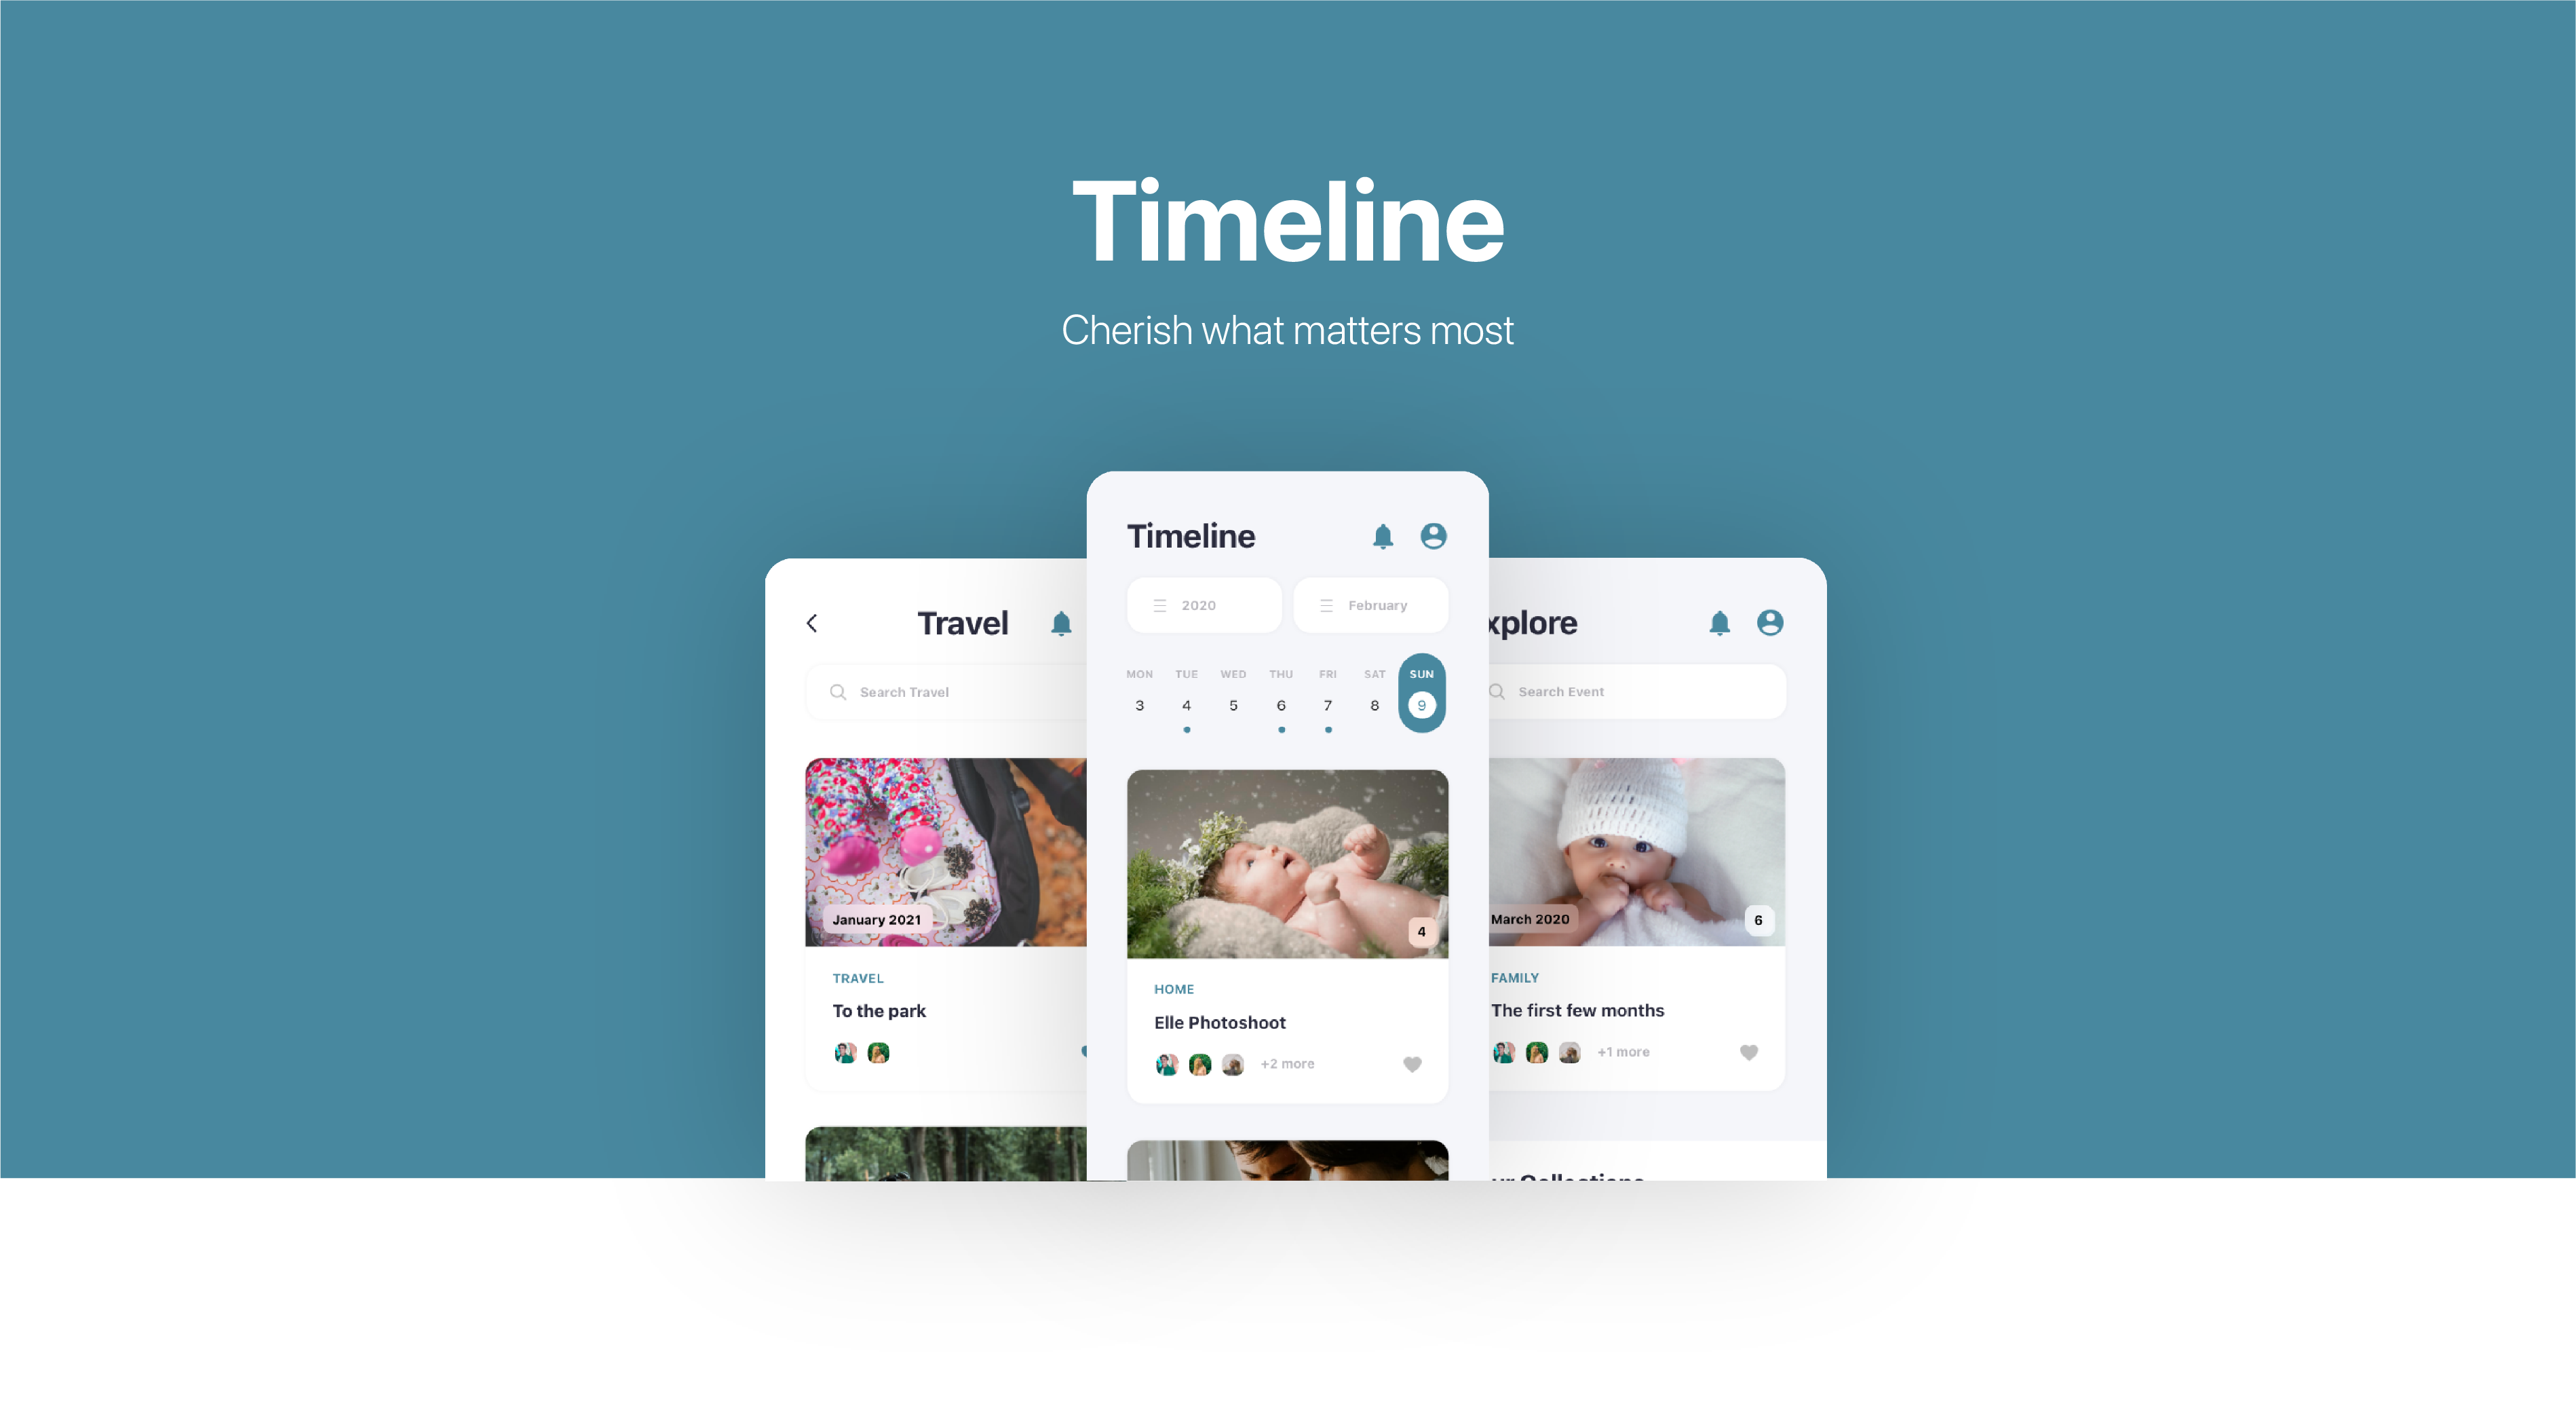 Timeline
Cherish what matters most
Travel
Search Travel
January 2021
TRAVEL
To the park
Timeline
2020 February
MON TUE WED THU FRI SAT SUN
3 4 5 6 7 8 9
4
HOME
Elle Photoshoot
+2 more
xplore
Search Event
March 2020
6
FAMILY
The first few months
+1 more